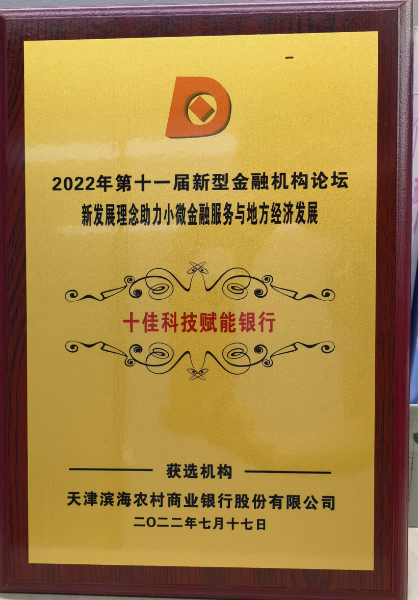 2022年第十一届新型金融机构论坛
新发展理念助力小微金融服务与地方经济发展
十佳科技赋能银行
获选机构
天津滨海农村商业银行股份有限公司
二〇二二年七月十七日